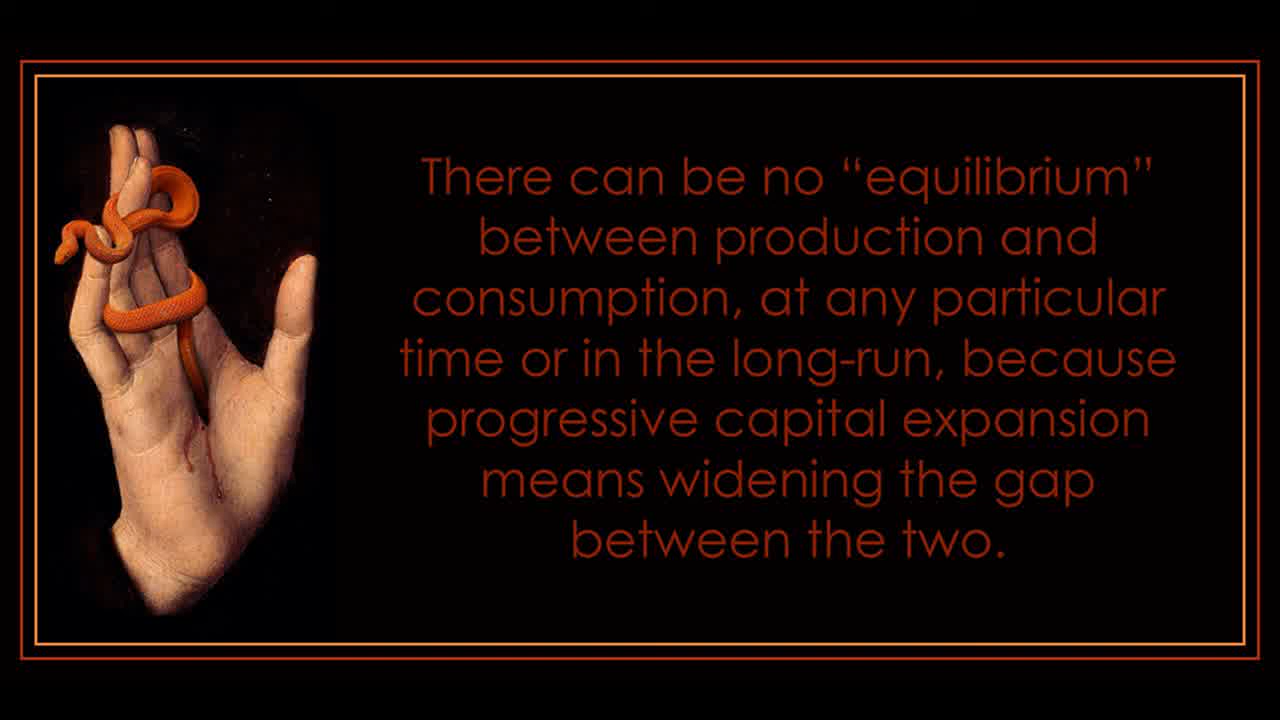 There can be no “equilibrium”
between production and
consumption, at any particular
time or in the long-run, because
progressive capital expansion
means widening the gap
between the two.